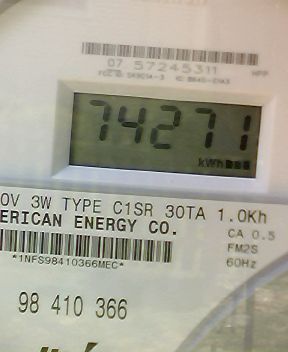 07 57245311
74271
kWh
0V 3W TYPE C1SR 30TA 1.0Kh
ERICAN ENERGY CO.
CA 0.5
FM2S
*1NFS98410366MEC*
60Hz
98 410 366